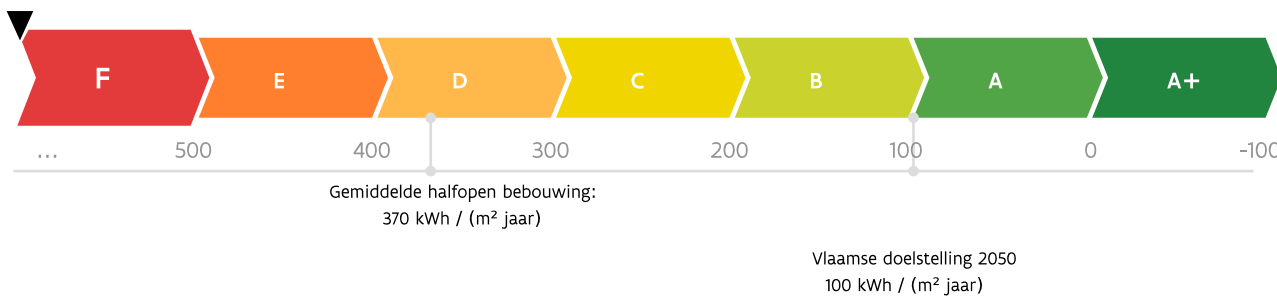 F E D C B A A+
... 500 400 300 200 100 0 -100
Gemiddelde halfopen bebouwing:
370 kWh / (m² jaar)
Vlaamse doelstelling 2050
100 kWh / (m² jaar)